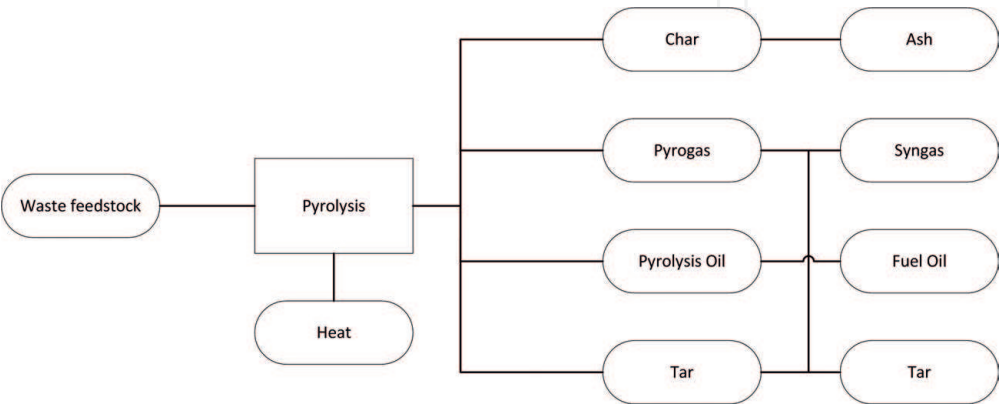 Char
Ash
Pyrogas
Syngas
Waste feedstock
Pyrolysis
Pyrolysis Oil
Fuel Oil
Heat
Tar
Tar